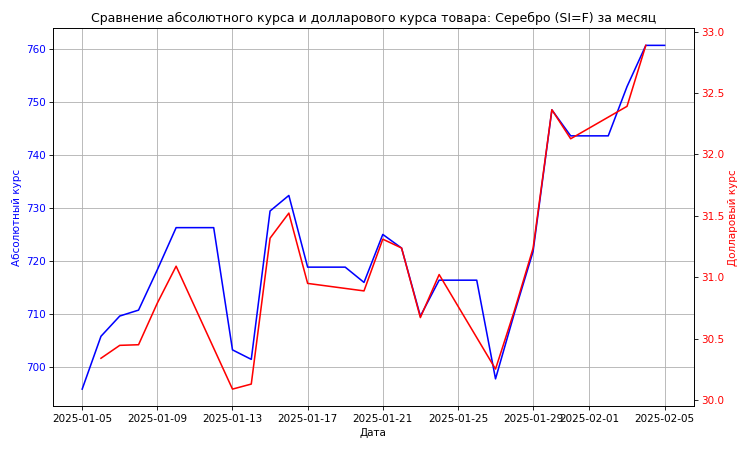 Сравнение абсолютного курса и долларового курса товара: Серебро (SI=F) за месяц
Абсолютный курс
760
750
740
730
720
710
700
33.0
32.5
32.0
31.5
31.0
30.5
30.0
Долларовый курс
2025-01-05 2025-01-09 2025-01-13 2025-01-17 2025-01-21 2025-01-25 2025-01-29 2025-02-01 2025-02-05
Дата